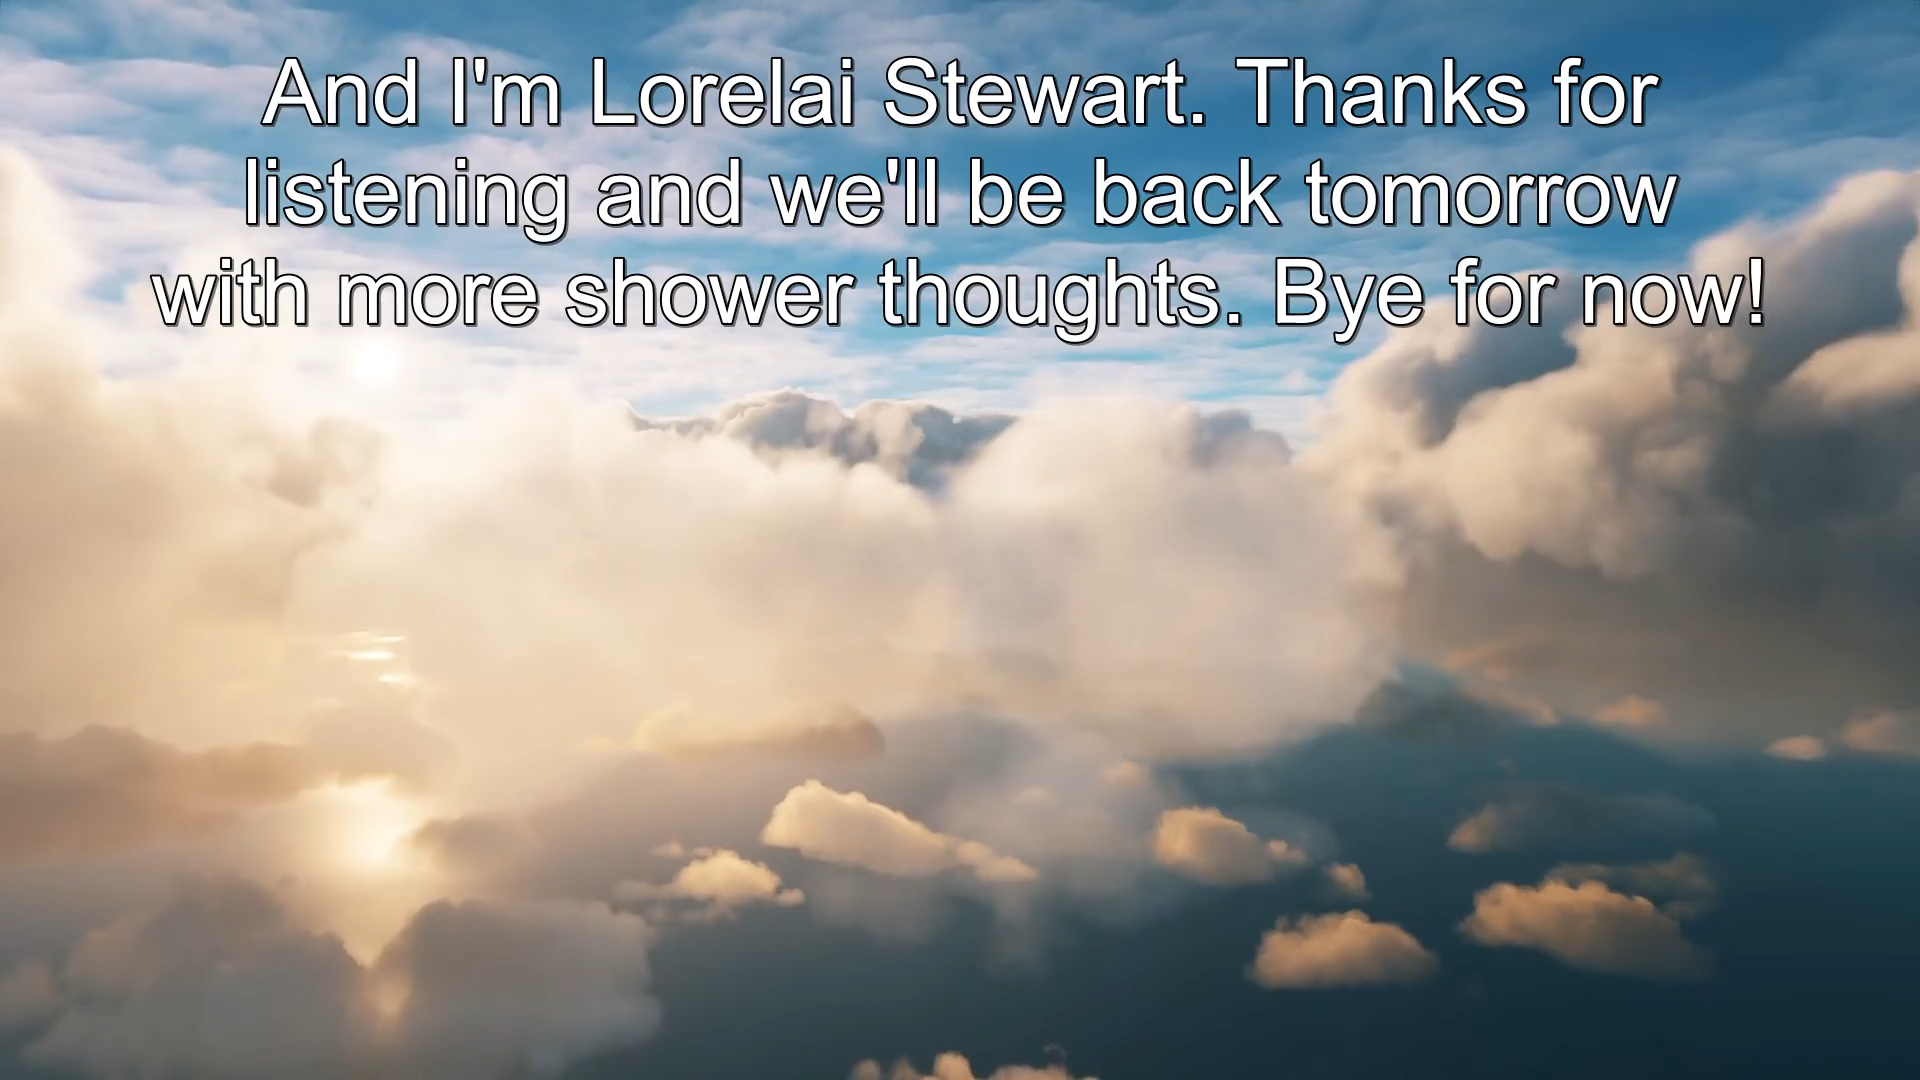 And I'm Lorelai Stewart. Thanks for
listening and we'll be back tomorrow
with more shower thoughts. Bye for now!